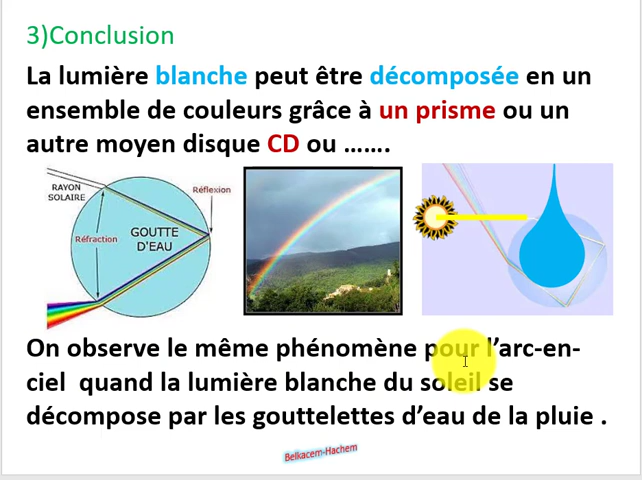 3)Conclusion
La lumière blanche peut être décomposée en un
ensemble de couleurs grâce à un prisme ou un
autre moyen disque CD ou …….
RAYON
SOLAIRE
Réflexion
Réfraction
GOUTTE
D'EAU
On observe le même phénomène pour l'arc-en-
ciel quand la lumière blanche du soleil se
décompose par les gouttelettes d'eau de la pluie .
Belkacem-Hachem